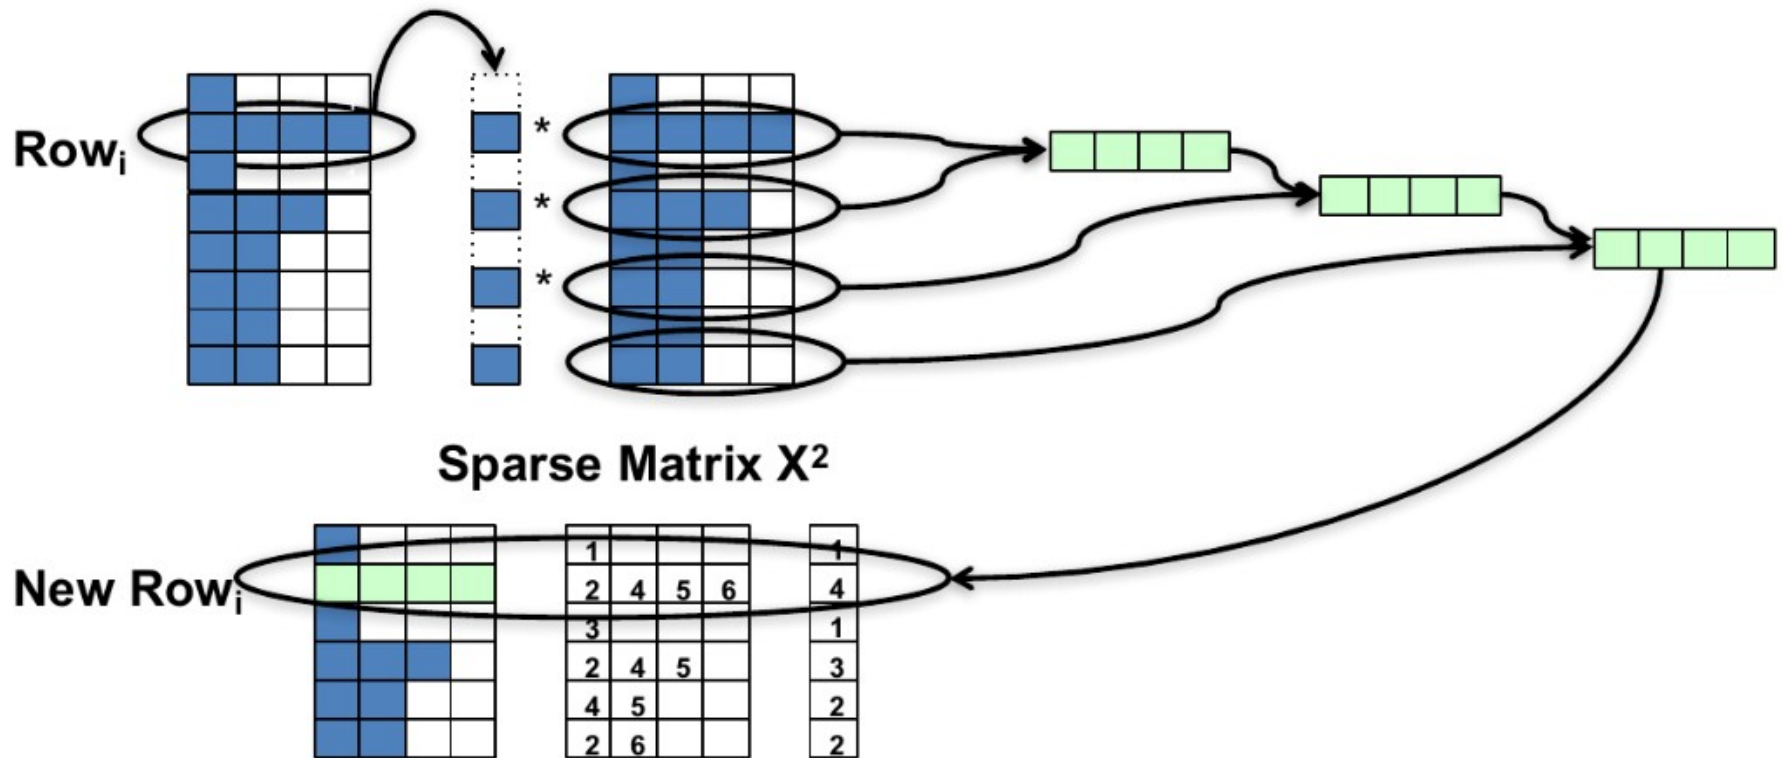 Rowᵢ
*
*
*
Sparse Matrix X²
New Rowᵢ
1 1
2 4 5 6 4
3 1
2 4 5 3
4 5 2
2 6 2